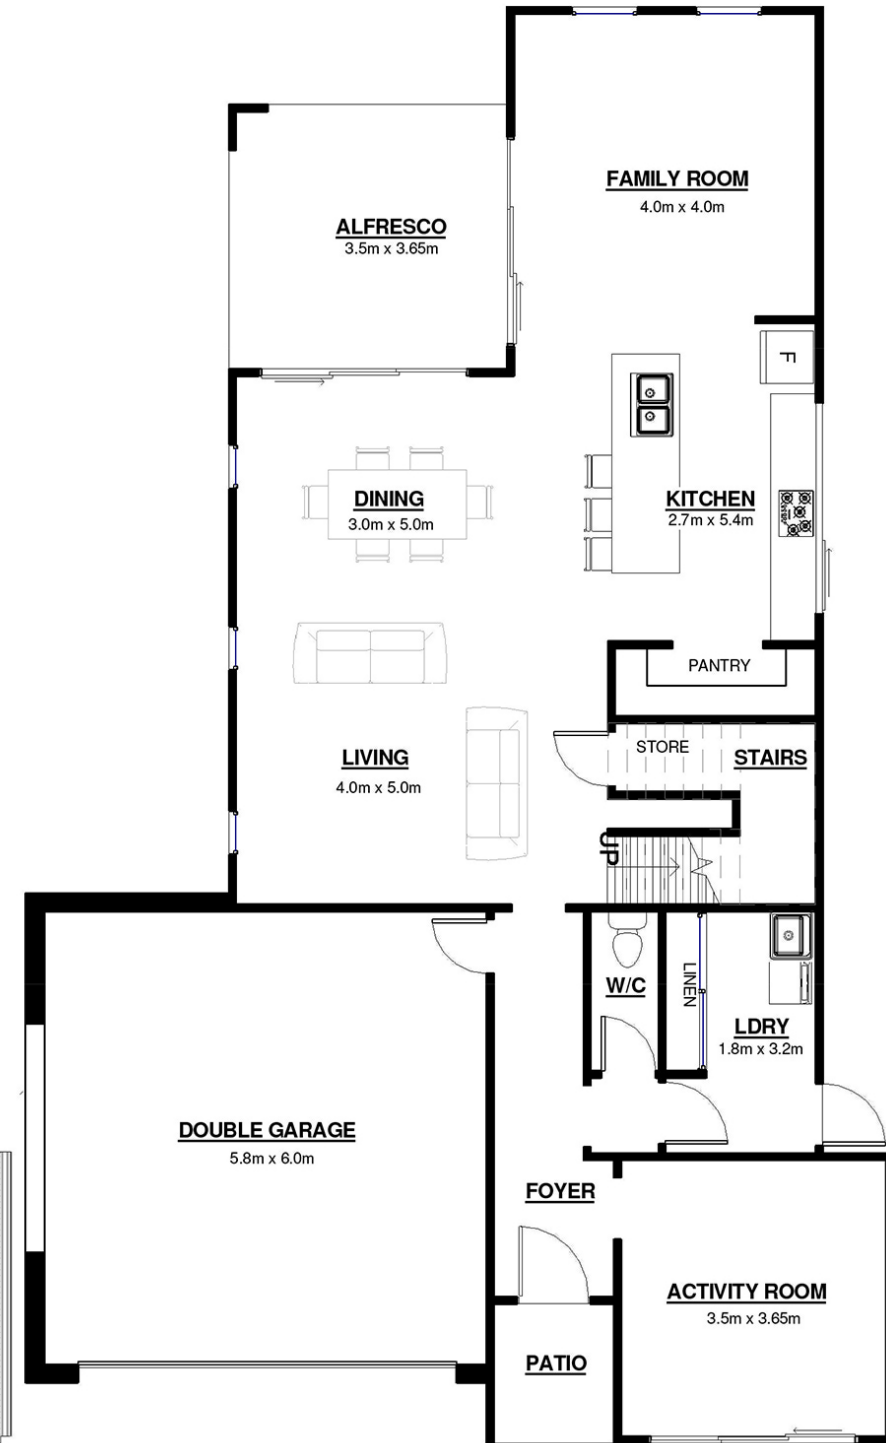 FAMILY ROOM
4.0m x 4.0m
ALFRESCO
3.5m x 3.65m
F
DINING
3.0m x 5.0m
KITCHEN
2.7m x 5.4m
PANTRY
STORE
STAIRS
LIVING
4.0m x 5.0m
UP
W/C
LINEN
LDRY
1.8m x 3.2m
DOUBLE GARAGE
5.8m x 6.0m
FOYER
ACTIVITY ROOM
3.5m x 3.65m
PATIO